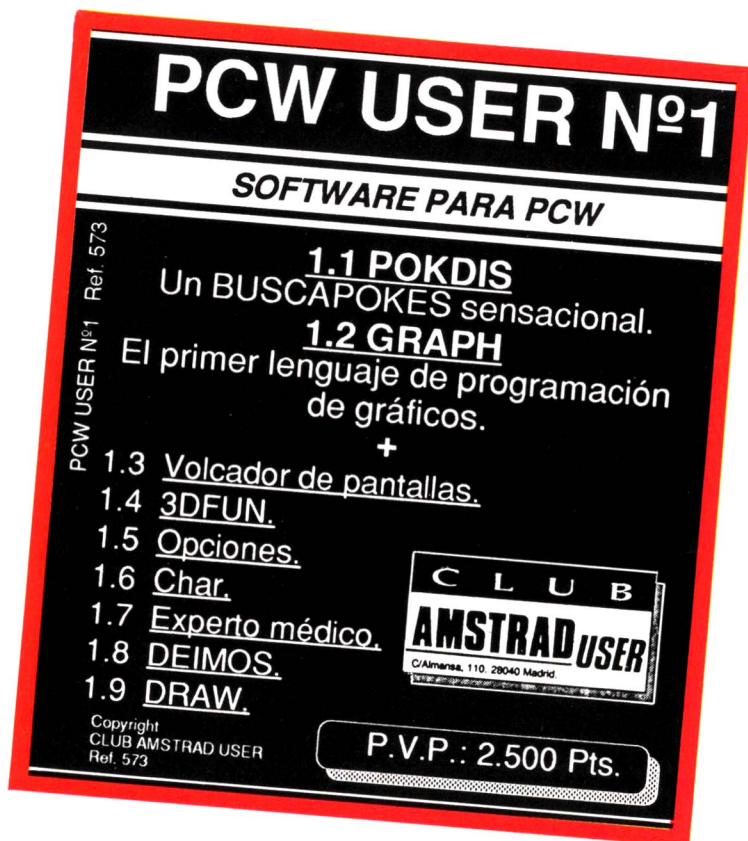 PCW USER Nº1
SOFTWARE PARA PCW
PCW USER Nº1 Ref. 573
1.1 POKDIS
Un BUSCAPOKES sensacional.
1.2 GRAPH
El primer lenguaje de programación
de gráficos.
+
1.3 Volcador de pantallas.
1.4 3DFUN.
1.5 Opciones.
1.6 Char.
1.7 Experto médico.
1.8 DEIMOS.
1.9 DRAW.
CLUB
AMSTRAD USER
C/Almansa, 110. 28040 Madrid.
Copyright
CLUB AMSTRAD USER
Ref. 573
P.V.P.: 2.500 Pts.